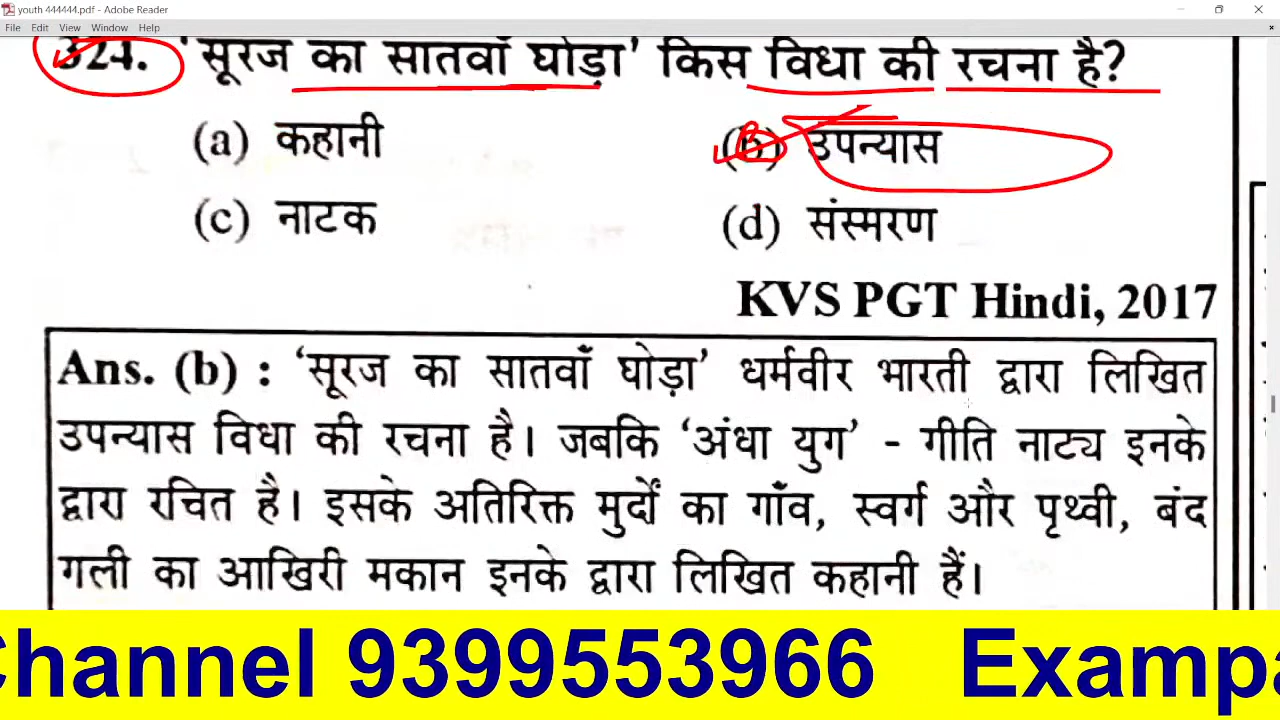 youth 444444.pdf - Adobe Reader
File Edit View Window Help
324. 'सूरज का सातवाँ घोड़ा' किस विधा की रचना है?
(a) कहानी (b) उपन्यास
(c) नाटक (d) संस्मरण
KVS PGT Hindi, 2017
Ans. (b) : 'सूरज का सातवाँ घोड़ा' धर्मवीर भारती द्वारा लिखित
उपन्यास विधा की रचना है। जबकि 'अंधा युग' - गीति नाट्य इनके
द्वारा रचित है। इसके अतिरिक्त मुर्दों का गाँव, स्वर्ग और पृथ्वी, बंद
गली का आखिरी मकान इनके द्वारा लिखित कहानी हैं।
Channel 9399553966 Exampa